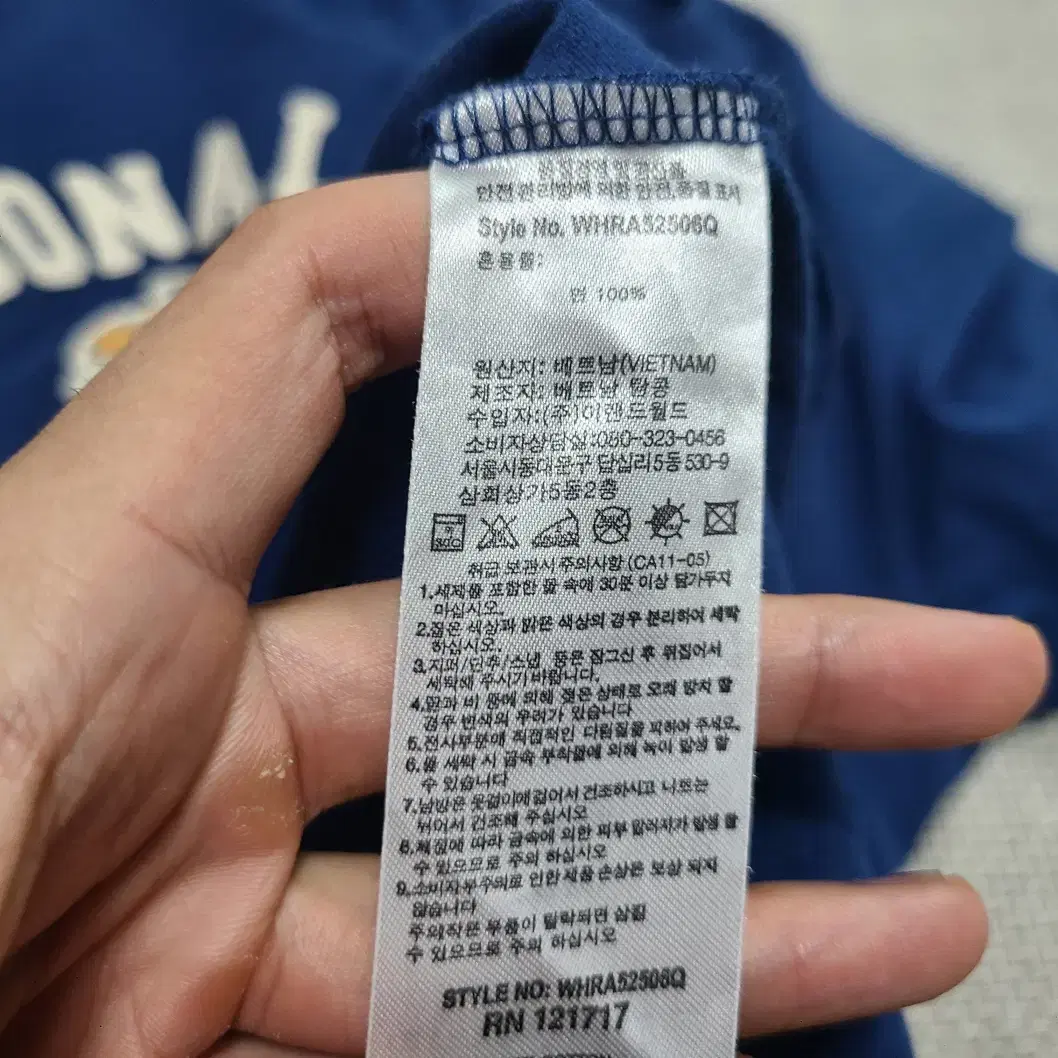 ONAL
안전관리법에 의한 안전.품질 표시
Style No. WHRA52506Q
혼용률:
면 100%
원산지: 베트남(VIETNAM)
제조자: 베트남 탕콩
수입자:(주)이랜드월드
소비자상담실:080-323-0456
서울시동대문구 답십리5동 530-9
삼희상가5동2층
취급 보관시 주의사항 (CA11-05)
1.세제를 포함한 물 속에 30분 이상 담가두지
마십시오.
2.짙은 색상과 밝은 색상의 경우 분리하여 세탁
하십시오.
3.지퍼/단추/스냅 등은 잠그신 후 뒤집어서
세탁해 주시기 바랍니다.
4.땀과 비 등에 의해 젖은 상태로 오래 방치 할
경우 변색의 우려가 있습니다
5.전사부분에 직접적인 다림질을 피하여 주세요.
6.물 세탁 시 금속 부착물에 의해 녹이 발생 할
수 있습니다
7.남방은 옷걸이에 걸어서 건조하시고 니트는
뉘어서 건조해 주십시오
8.체질에 따라 금속에 의한 피부 알러지가 발생 할
수 있으므로 주의 하십시오
9.소비자부주의로 인한 제품 손상은 보상 되지
않습니다
주의작은 부품이 탈락되면 삼킬
수 있으므로 주의 하십시오
STYLE NO: WHRA52506Q
RN 121717
COTTON